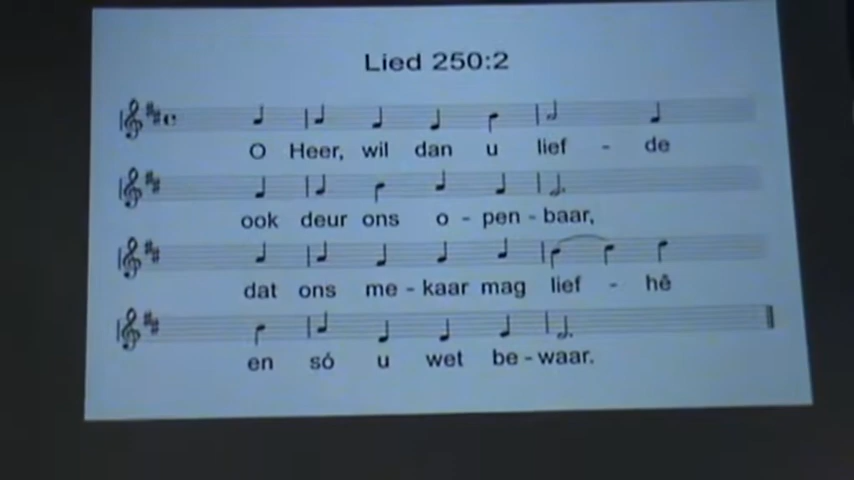 Lied 250:2
O Heer, wil dan u lief - de
ook deur ons o - pen - baar,
dat ons me - kaar mag lief - hê
en só u wet be - waar.